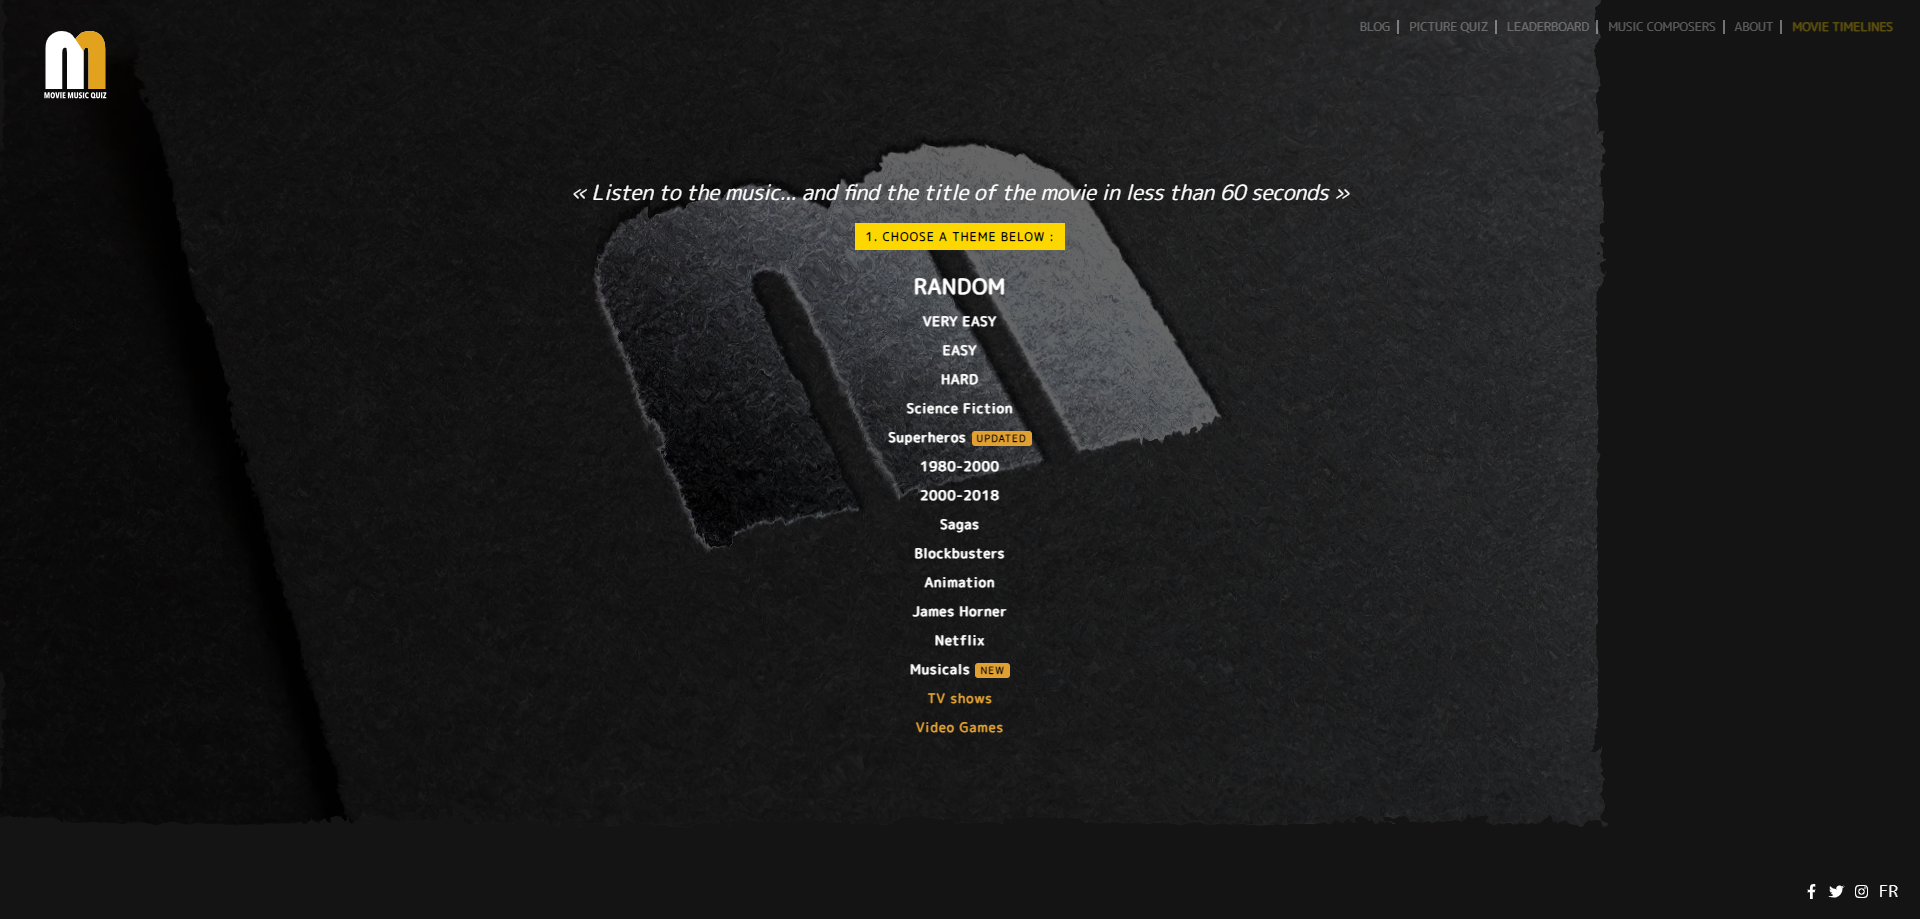 BLOG | PICTURE QUIZ | LEADERBOARD | MUSIC COMPOSERS | ABOUT | MOVIE TIMELINES
MOVIE MUSIC QUIZ
« Listen to the music... and find the title of the movie in less than 60 seconds »
1. CHOOSE A THEME BELOW :
RANDOM
VERY EASY
EASY
HARD
Science Fiction
Superheros UPDATED
1980-2000
2000-2018
Sagas
Blockbusters
Animation
James Horner
Netflix
Musicals NEW
TV shows
Video Games
FR